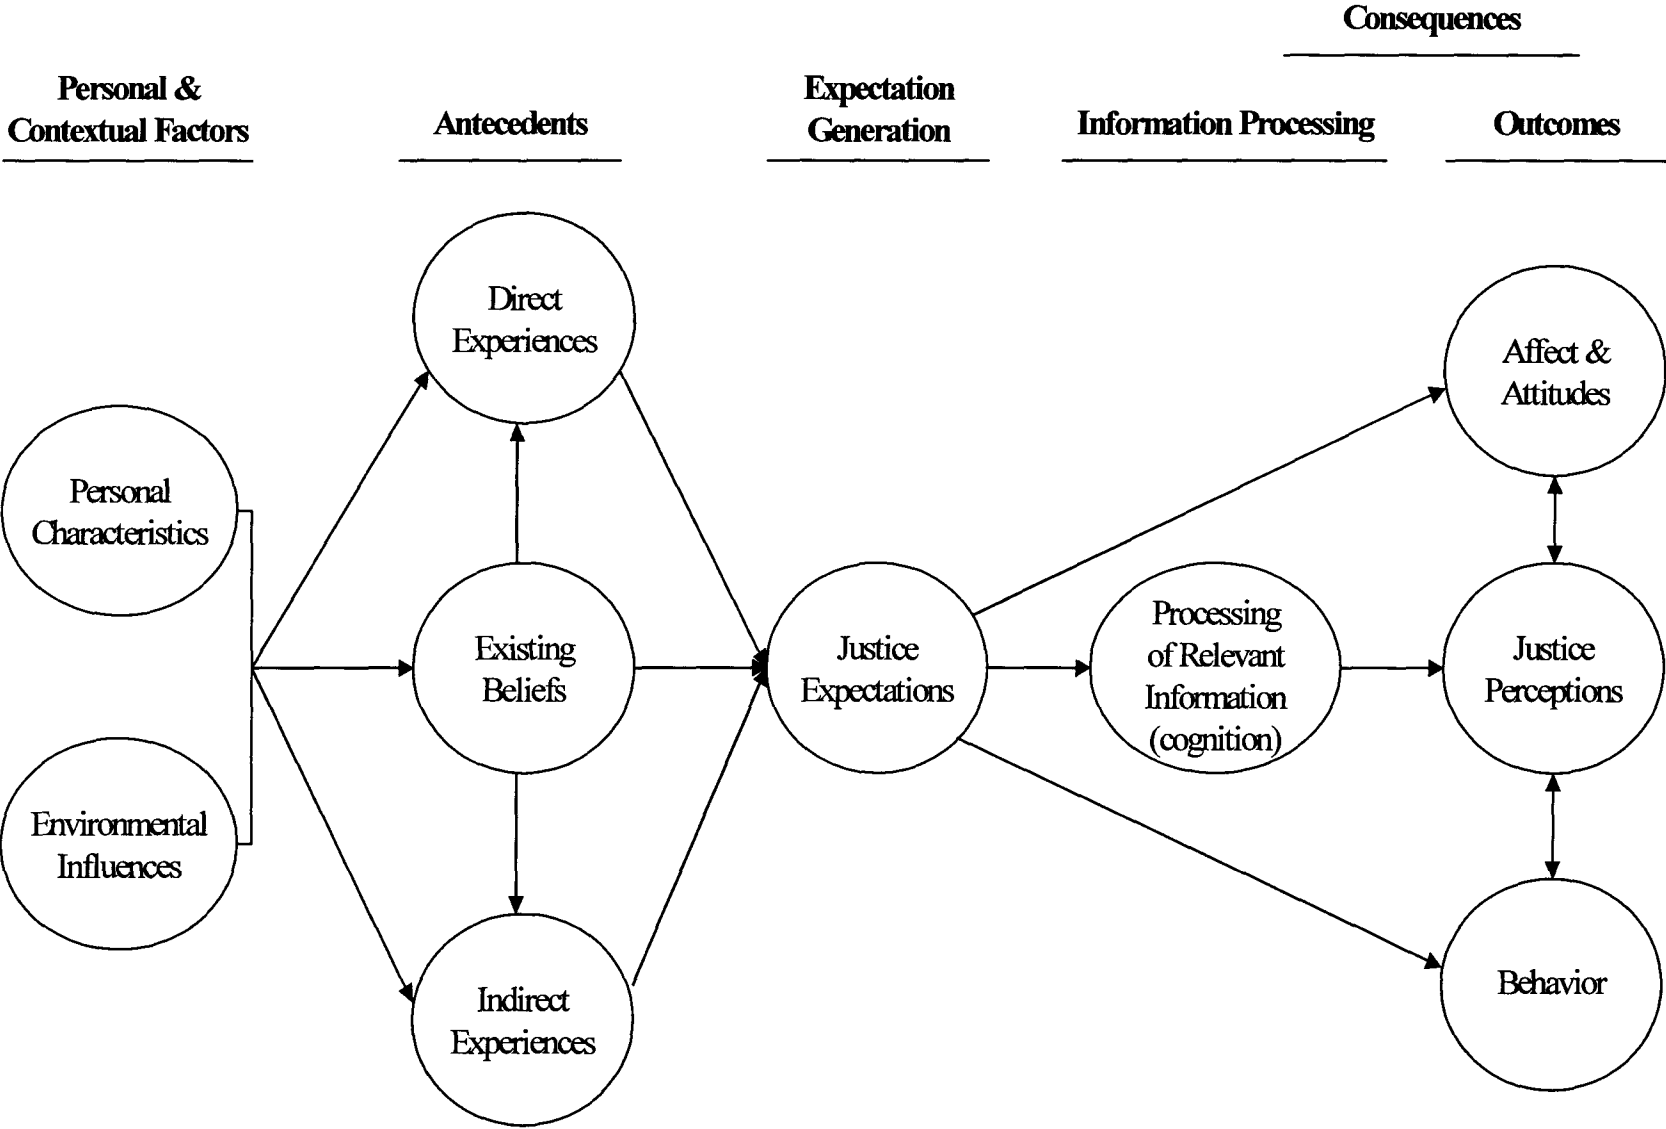 Consequences
Personal &
Contextual Factors
Antecedents
Expectation
Generation
Information Processing
Outcomes
Direct
Experiences
Affect &
Attitudes
Personal
Characteristics
Existing
Beliefs
Justice
Expectations
Processing
of Relevant
Information
(cognition)
Justice
Perceptions
Environmental
Influences
Indirect
Experiences
Behavior